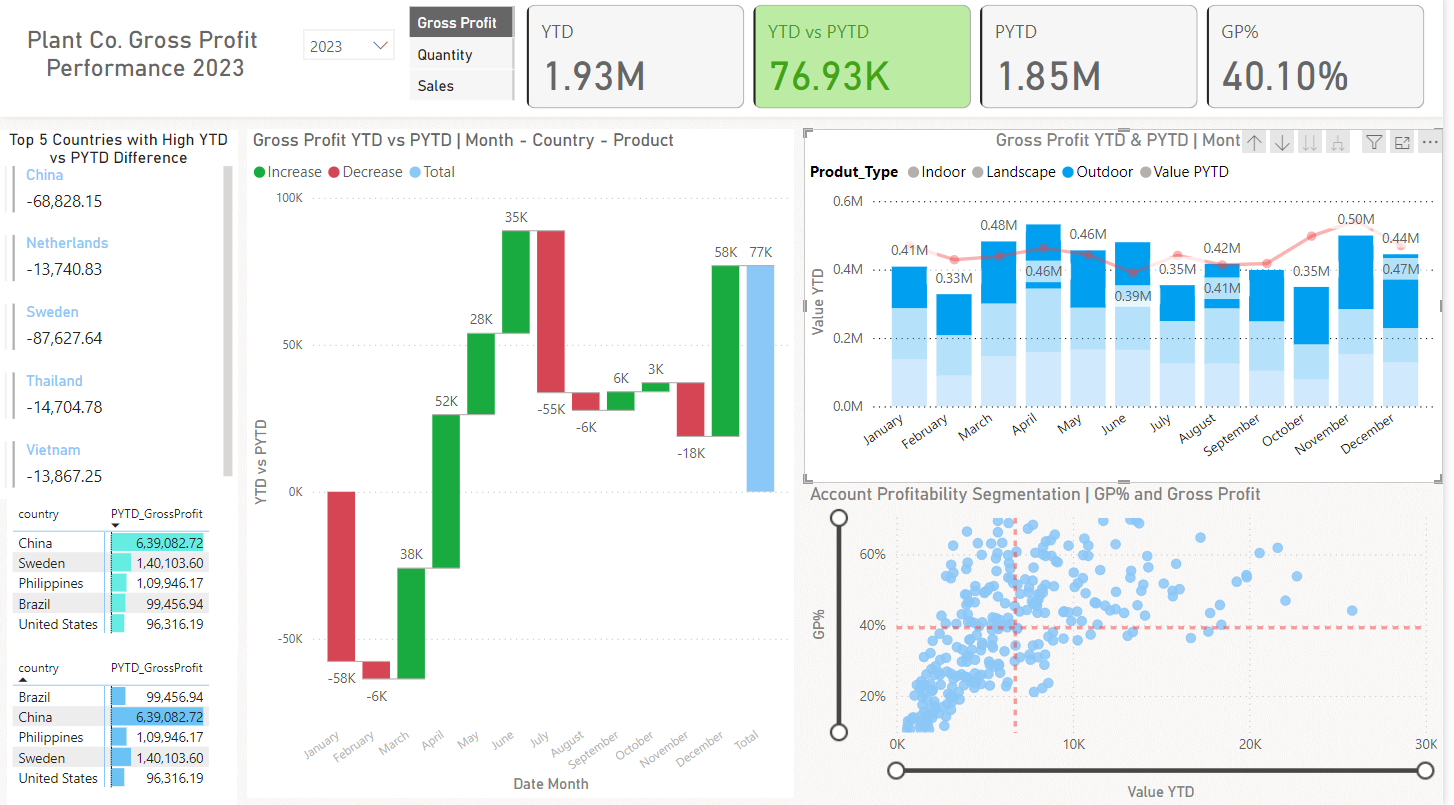 Plant Co. Gross Profit
Performance 2023
2023
Gross Profit
Quantity
Sales
YTD
1.93M
YTD vs PYTD
76.93K
PYTD
1.85M
GP%
40.10%
Top 5 Countries with High YTD
vs PYTD Difference
China
-68,828.15
Netherlands
-13,740.83
Sweden
-87,627.64
Thailand
-14,704.78
Vietnam
-13,867.25
country PYTD_GrossProfit
China 6,39,082.72
Sweden 1,40,103.60
Philippines 1,09,946.17
Brazil 99,456.94
United States 96,316.19
country PYTD_GrossProfit
Brazil 99,456.94
China 6,39,082.72
Philippines 1,09,946.17
Sweden 1,40,103.60
United States 96,316.19
Gross Profit YTD vs PYTD | Month - Country - Product
Increase Decrease Total
YTD vs PYTD
100K
50K
0K
-50K
-58K
-6K
38K
52K
28K
35K
-55K
-6K
6K
3K
-18K
58K
77K
January
February
March
April
May
June
July
August
September
October
November
December
Total
Date Month
Gross Profit YTD & PYTD | Mont
Produt_Type Indoor Landscape Outdoor Value PYTD
Value YTD
0.6M
0.4M
0.2M
0.0M
0.41M
0.33M
0.48M
0.46M
0.46M
0.39M
0.35M
0.42M
0.41M
0.35M
0.50M
0.44M
0.47M
January
February
March
April
May
June
July
August
September
October
November
December
Account Profitability Segmentation | GP% and Gross Profit
GP%
60%
40%
20%
0K
10K
20K
30K
Value YTD